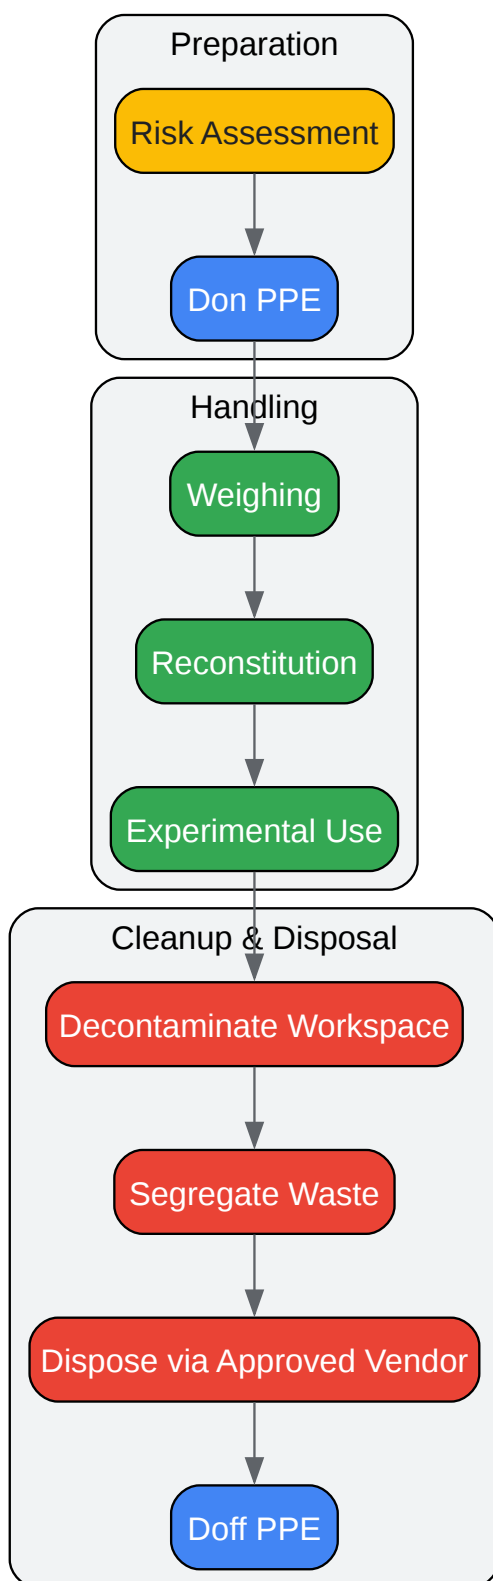 Preparation
Risk Assessment
Don PPE
Handling
Weighing
Reconstitution
Experimental Use
Cleanup & Disposal
Decontaminate Workspace
Segregate Waste
Dispose via Approved Vendor
Doff PPE